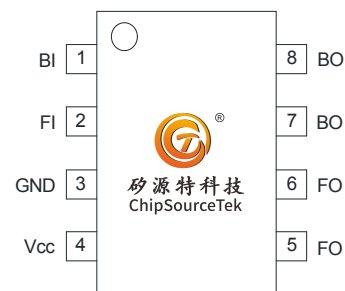 BI 1 8 BO
FI 2 7 BO
®
GND 3 6 FO
矽源特科技
ChipSourceTek
Vcc 4 5 FO